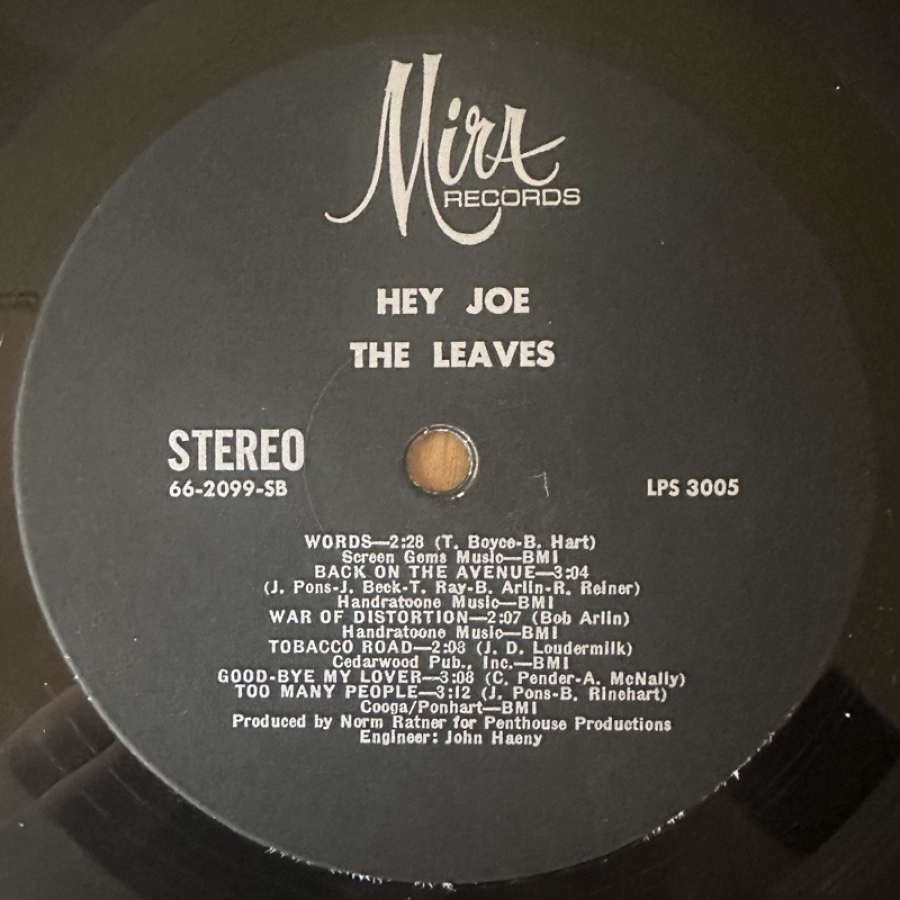 MirA
RECORDS
HEY JOE
THE LEAVES
STEREO
66-2099-SB
LPS 3005
WORDS—2:28 (T. Boyce-B. Hart)
Screen Gems Music—BMI
BACK ON THE AVENUE—3:04
(J. Pons-J. Beck-T. Ray-B. Arlin-R. Reiner)
Handratoone Music—BMI
WAR OF DISTORTION—2:07 (Bob Arlin)
Handratoone Music—BMI
TOBACCO ROAD—2:08 (J. D. Loudermilk)
Cedarwood Pub., Inc.—BMI
GOOD-BYE MY LOVER—3:08 (C. Pender-A. McNally)
TOO MANY PEOPLE—3:12 (J. Pons-B. Rinehart)
Cooga/Ponhart—BMI
Produced by Norm Ratner for Penthouse Productions
Engineer: John Haeny